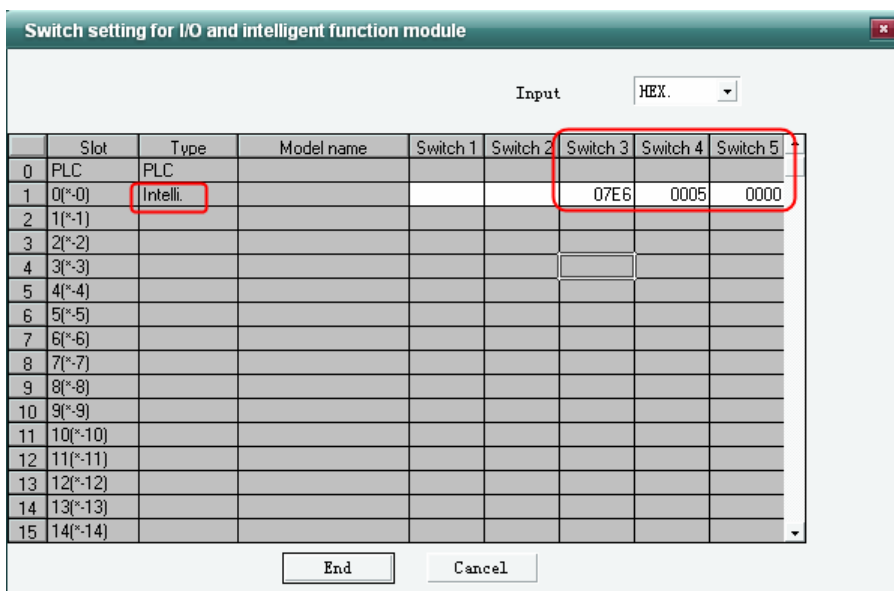 Switch setting for I/O and intelligent function module
Input HEX.
Slot Type Model name Switch 1 Switch 2 Switch 3 Switch 4 Switch 5
0 PLC PLC
1 0(*-0) Intelli. 07E6 0005 0000
2 1(*-1)
3 2(*-2)
4 3(*-3)
5 4(*-4)
6 5(*-5)
7 6(*-6)
8 7(*-7)
9 8(*-8)
10 9(*-9)
11 10(*-10)
12 11(*-11)
13 12(*-12)
14 13(*-13)
15 14(*-14)
End Cancel